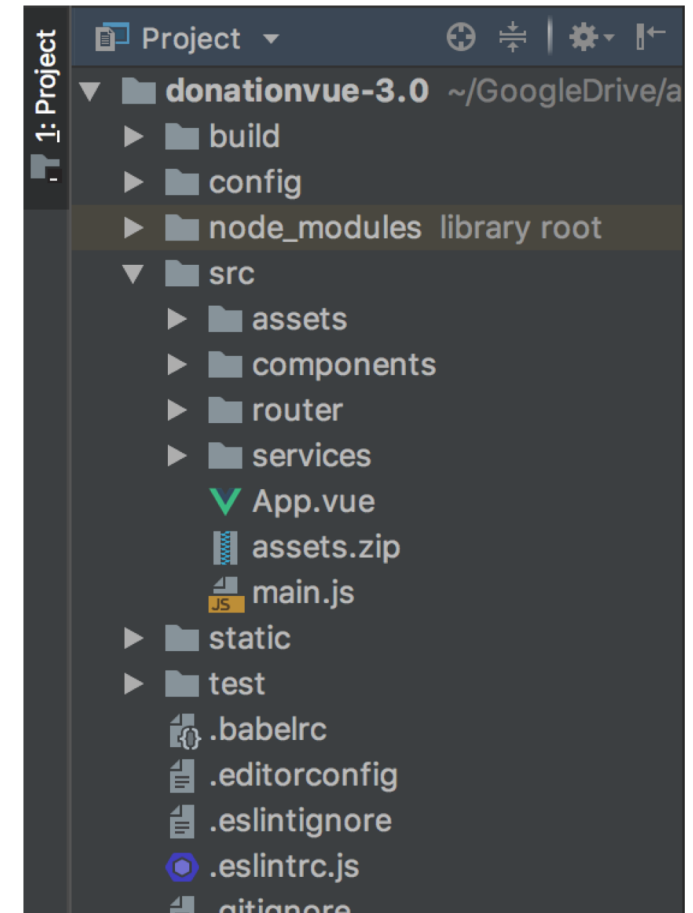 1: Project
Project
donationvue-3.0 ~/GoogleDrive/a
build
config
node_modules library root
src
assets
components
router
services
App.vue
assets.zip
JS main.js
static
test
.babelrc
.editorconfig
.eslintignore
.eslintrc.js
.gitignore